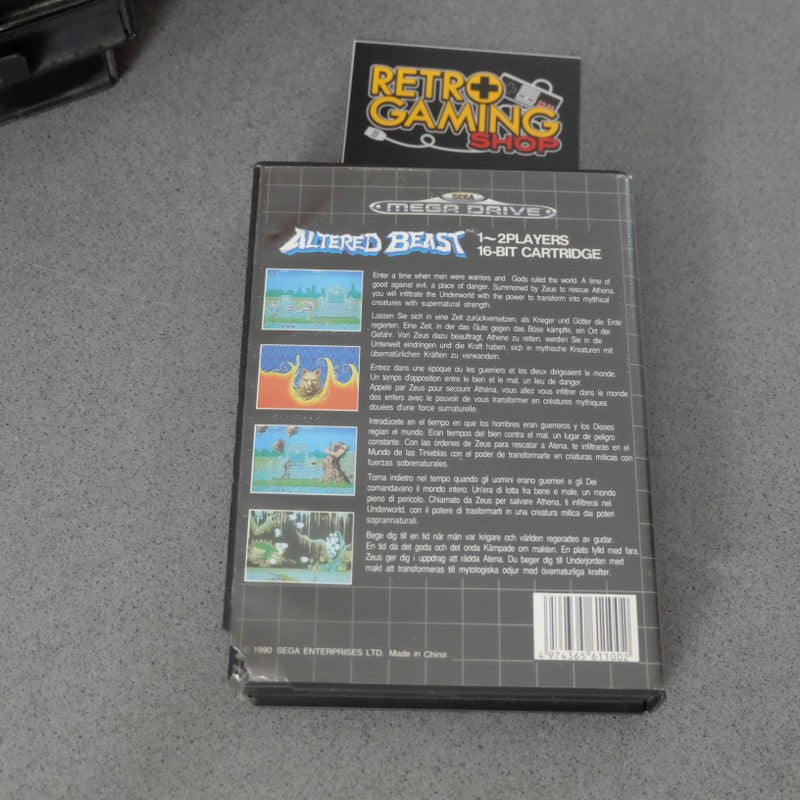 RETRO
GAMING
SHOP
SEGA
MEGA DRIVE
ALTERED BEAST™
1~2PLAYERS
16-BIT CARTRIDGE
Enter a time when men were warriors and Gods ruled the world. A time of
good against evil, a place of danger. Summoned by Zeus to rescue Athena,
you will infiltrate the Underworld with the power to transform into mythical
creatures with supernatural strength.
Lassen Sie sich in eine Zeit zurückversetzen, als Krieger und Götter die Erde
regierten. Eine Zeit, in der das Gute gegen das Böse kämpfte, ein Ort der
Gefahr. Von Zeus dazu beauftragt, Athene zu retten, werden Sie in die
Unterwelt eindringen und die Kraft haben, sich in mythische Kreaturen mit
übernatürlichen Kräften zu verwandeln.
Entrez dans une époque où les guerriers et les dieux dirigeaient le monde.
Un temps d'opposition entre le bien et le mal, un lieu de danger.
Appelé par Zeus pour secourir Athéna, vous allez vous infiltrer dans le monde
des enfers avec le pouvoir de vous transformer en créatures mythiques
douées d'une force surnaturelle.
Introdúcete en el tiempo en que los hombres eran guerreros y los Dioses
regían el mundo. Eran tiempos del bien contra el mal, un lugar de peligro
constante. Con las órdenes de Zeus para rescatar a Atena, te infiltrarás en el
Mundo de las Tinieblas con el poder de transformarte en criaturas míticas con
fuerzas sobrenaturales.
Torna indietro nel tempo quando gli uomini erano guerrieri e gli Dei
comandavano il mondo intero. Un'era di lotta fra bene e male, un mondo
pieno di pericolo. Chiamato da Zeus per salvare Athena, ti infiltrerai nel
Underworld, con il potere di trasformarti in una creatura mitica dai poteri
soprannaturali.
Bege dig till en tid när män var krigare och världen regerades av gudar.
En tid då det goda och det onda Kämpade om makten. En plats fylld med fara.
Zeus ger dig i uppdrag att rädda Atena. Du beger dig till Underjorden med
makt att transformeras till mytologiska odjur med övernaturliga krafter.
© 1990 SEGA ENTERPRISES LTD. Made in China
4 974365 611002